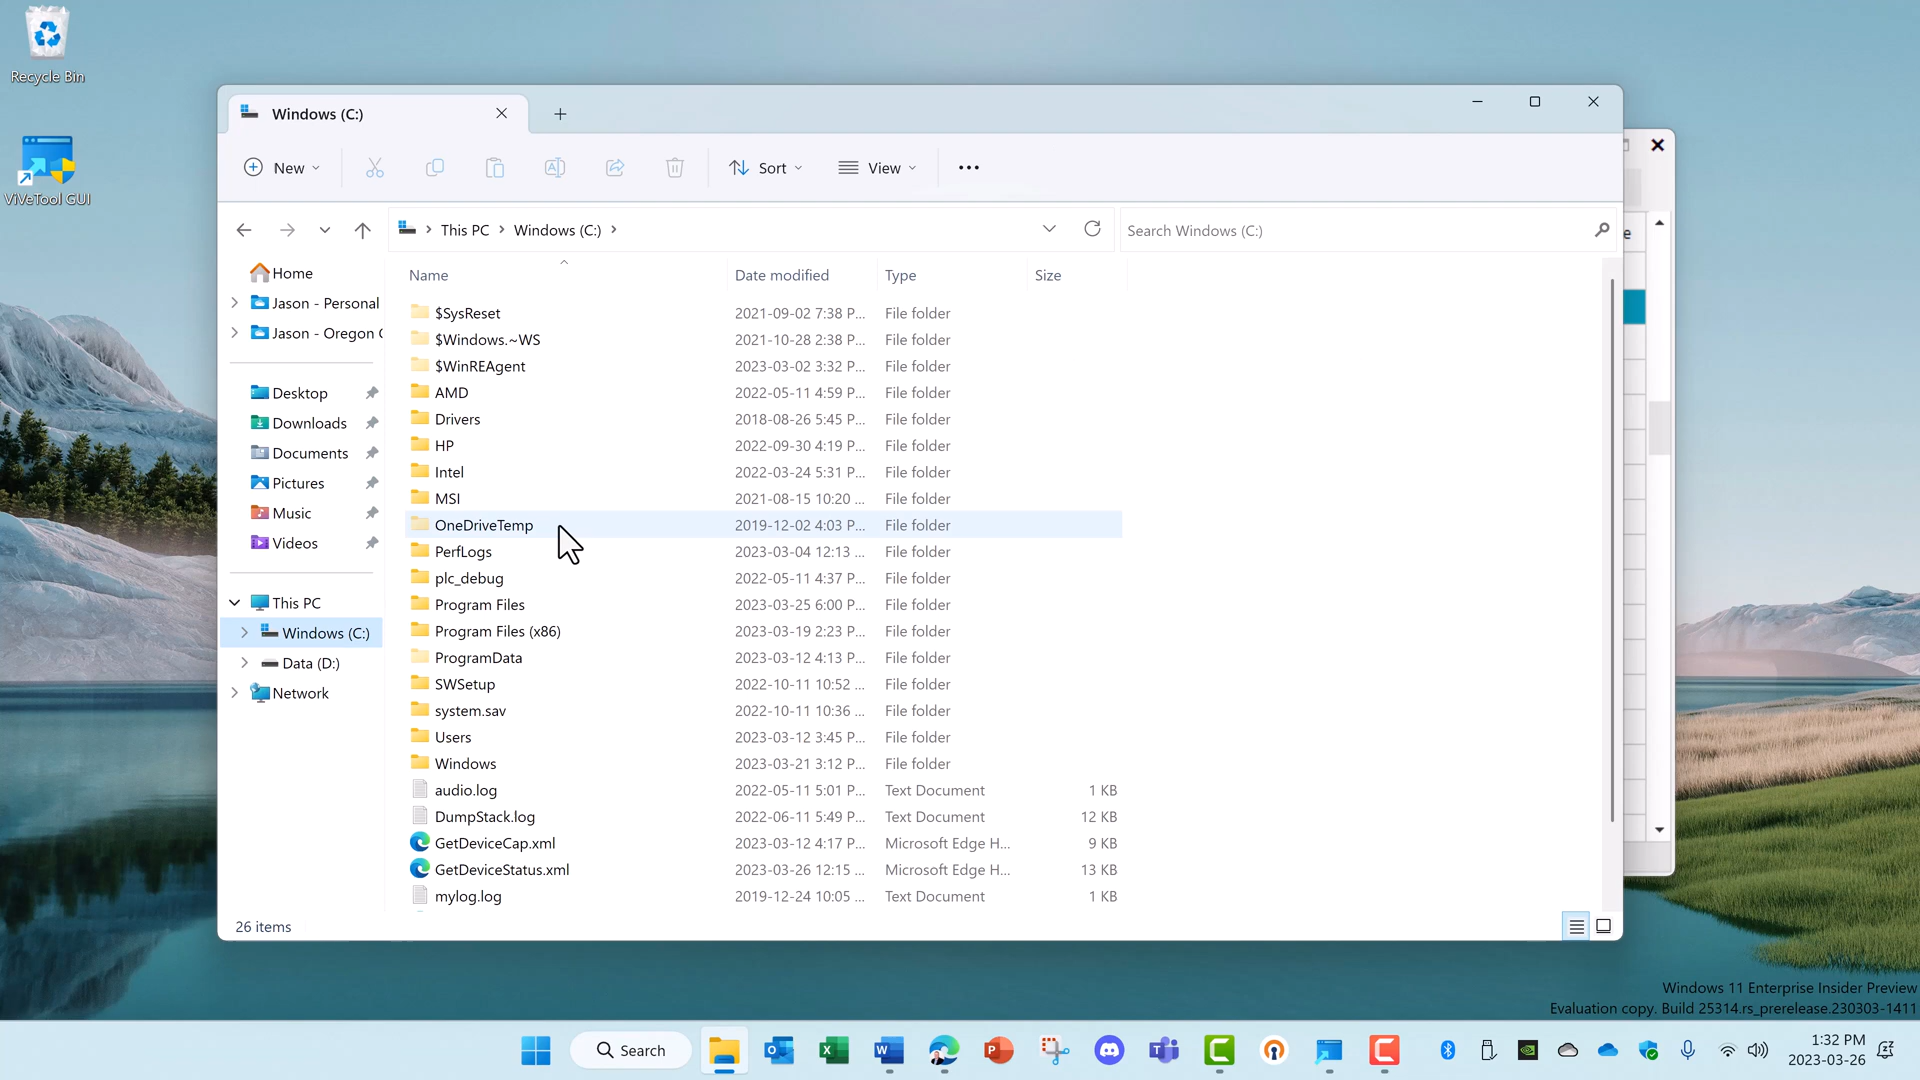 Recycle Bin
ViVeTool GUI
Windows (C:)
New
Sort
View
This PC
Windows (C:)
Search Windows (C:)
e
Home
Jason - Personal
Jason - Oregon
Desktop
Downloads
Documents
Pictures
Music
Videos
This PC
Windows (C:)
Data (D:)
Network
Name Date modified Type Size
$SysReset 2021-09-02 7:38 P... File folder
$Windows.~WS 2021-10-28 2:38 P... File folder
$WinREAgent 2023-03-02 3:32 P... File folder
AMD 2022-05-11 4:59 P... File folder
Drivers 2018-08-26 5:45 P... File folder
HP 2022-09-30 4:19 P... File folder
Intel 2022-03-24 5:31 P... File folder
MSI 2021-08-15 10:20 ... File folder
OneDriveTemp 2019-12-02 4:03 P... File folder
PerfLogs 2023-03-04 12:13 ... File folder
plc_debug 2022-05-11 4:37 P... File folder
Program Files 2023-03-25 6:00 P... File folder
Program Files (x86) 2023-03-19 2:23 P... File folder
ProgramData 2023-03-12 4:13 P... File folder
SWSetup 2022-10-11 10:52 ... File folder
system.sav 2022-10-11 10:36 ... File folder
Users 2023-03-12 3:45 P... File folder
Windows 2023-03-21 3:12 P... File folder
audio.log 2022-05-11 5:01 P... Text Document 1 KB
DumpStack.log 2022-06-11 5:49 P... Text Document 12 KB
GetDeviceCap.xml 2023-03-12 4:17 P... Microsoft Edge H... 9 KB
GetDeviceStatus.xml 2023-03-26 12:15 ... Microsoft Edge H... 13 KB
mylog.log 2019-12-24 10:05 ... Text Document 1 KB
26 items
Windows 11 Enterprise Insider Preview
Evaluation copy. Build 25314.rs_prerelease.230303-1411
Search
1:32 PM
2023-03-26